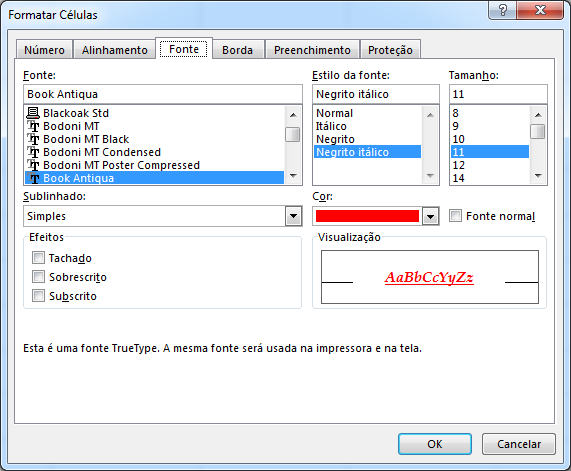 Formatar Células
Número Alinhamento Fonte Borda Preenchimento Proteção
Fonte: Estilo da fonte: Tamanho:
Book Antiqua Negrito itálico 11
Blackoak Std Normal 8
Bodoni MT Itálico 9
Bodoni MT Black Negrito 10
Bodoni MT Condensed Negrito itálico 11
Bodoni MT Poster Compressed 12
Book Antiqua 14
Sublinhado: Cor:
Simples Fonte normal
Efeitos Visualização
Tachado
Sobrescrito AaBbCcYyZz
Subscrito
Esta é uma fonte TrueType. A mesma fonte será usada na impressora e na tela.
OK Cancelar